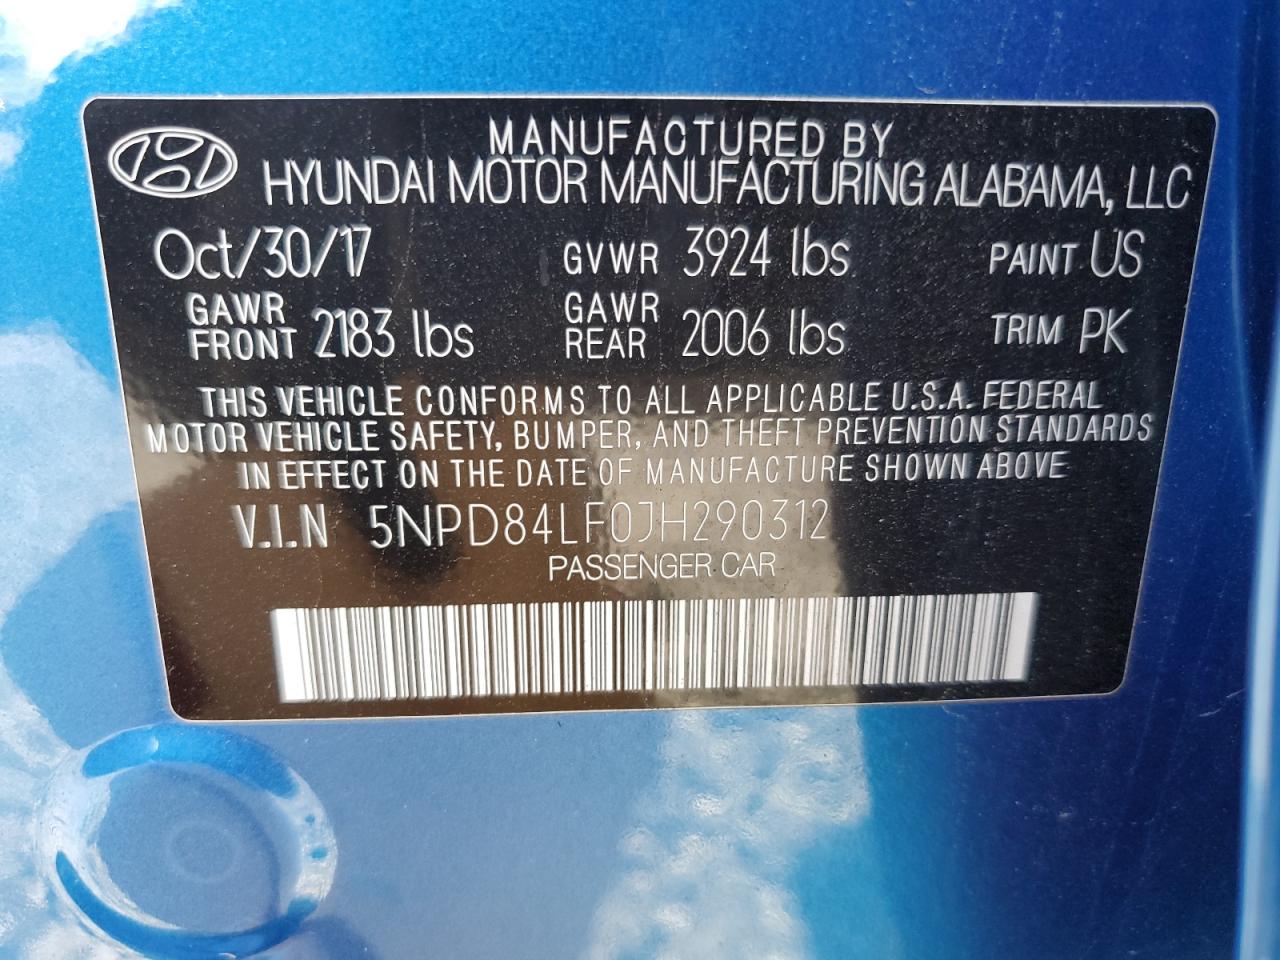 MANUFACTURED BY
HYUNDAI MOTOR MANUFACTURING ALABAMA, LLC
Oct/30/17 GVWR 3924 lbs PAINT US
GAWR FRONT 2183 lbs GAWR REAR 2006 lbs TRIM PK
THIS VEHICLE CONFORMS TO ALL APPLICABLE U.S.A. FEDERAL
MOTOR VEHICLE SAFETY, BUMPER, AND THEFT PREVENTION STANDARDS
IN EFFECT ON THE DATE OF MANUFACTURE SHOWN ABOVE
V.I.N 5NPD84LF0JH290312
PASSENGER CAR